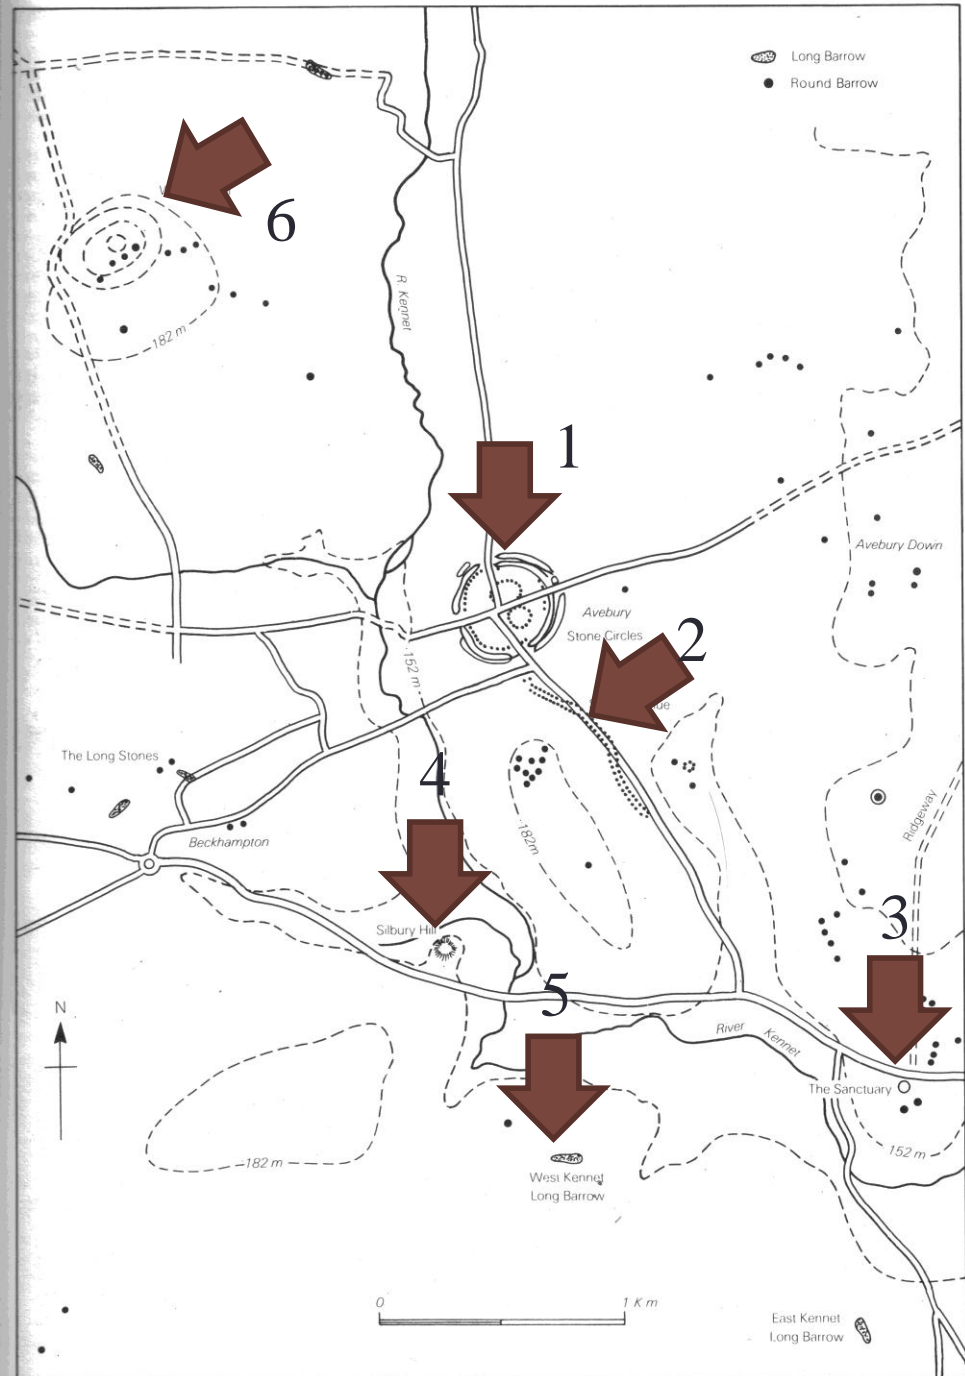 Long Barrow
Round Barrow
6
R. Kennet
182 m
1
Avebury Down
Avebury
Stone Circles
2
152 m
The Long Stones
4
182m
Ridgeway
Beckhampton
3
Silbury Hill
5
N
River Kennet
The Sanctuary
152 m
182 m
West Kennet
Long Barrow
0 1 Km
East Kennet
Long Barrow